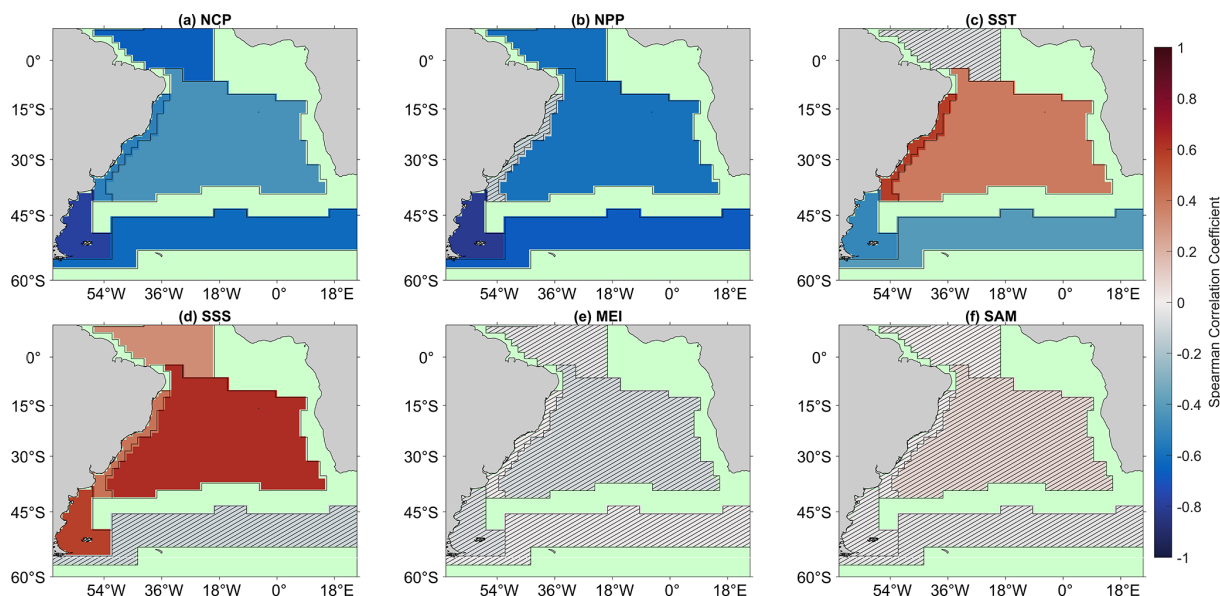 (a) NCP (b) NPP (c) SST
0° 0° 0°
15°S 15°S 15°S
30°S 30°S 30°S
45°S 45°S 45°S
60°S 60°S 60°S
54°W 36°W 18°W 0° 18°E 54°W 36°W 18°W 0° 18°E 54°W 36°W 18°W 0° 18°E
(d) SSS (e) MEI (f) SAM
0° 0° 0°
15°S 15°S 15°S
30°S 30°S 30°S
45°S 45°S 45°S
60°S 60°S 60°S
54°W 36°W 18°W 0° 18°E 54°W 36°W 18°W 0° 18°E 54°W 36°W 18°W 0° 18°E
1
0.8
0.6
0.4
0.2
0
-0.2
-0.4
-0.6
-0.8
-1
Spearman Correlation Coefficient